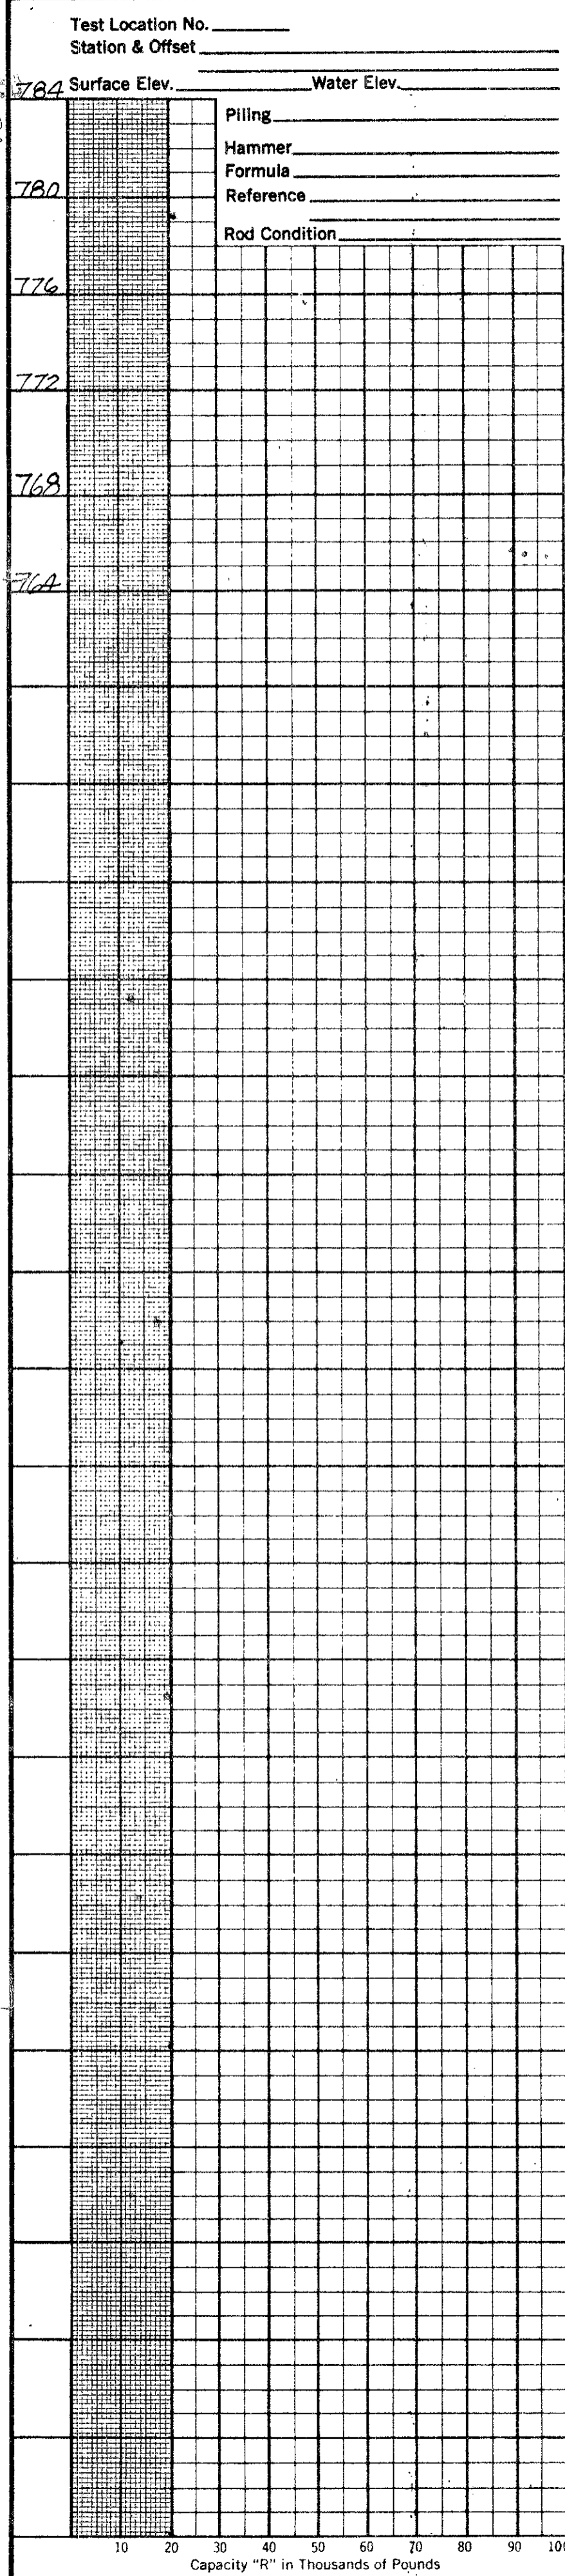 Test Location No.
Station & Offset
Surface Elev. Water Elev.
784
Piling
Hammer
Formula
780
Reference
Rod Condition
776
772
768
764
10 20 30 40 50 60 70 80 90 100
Capacity "R" in Thousands of Pounds